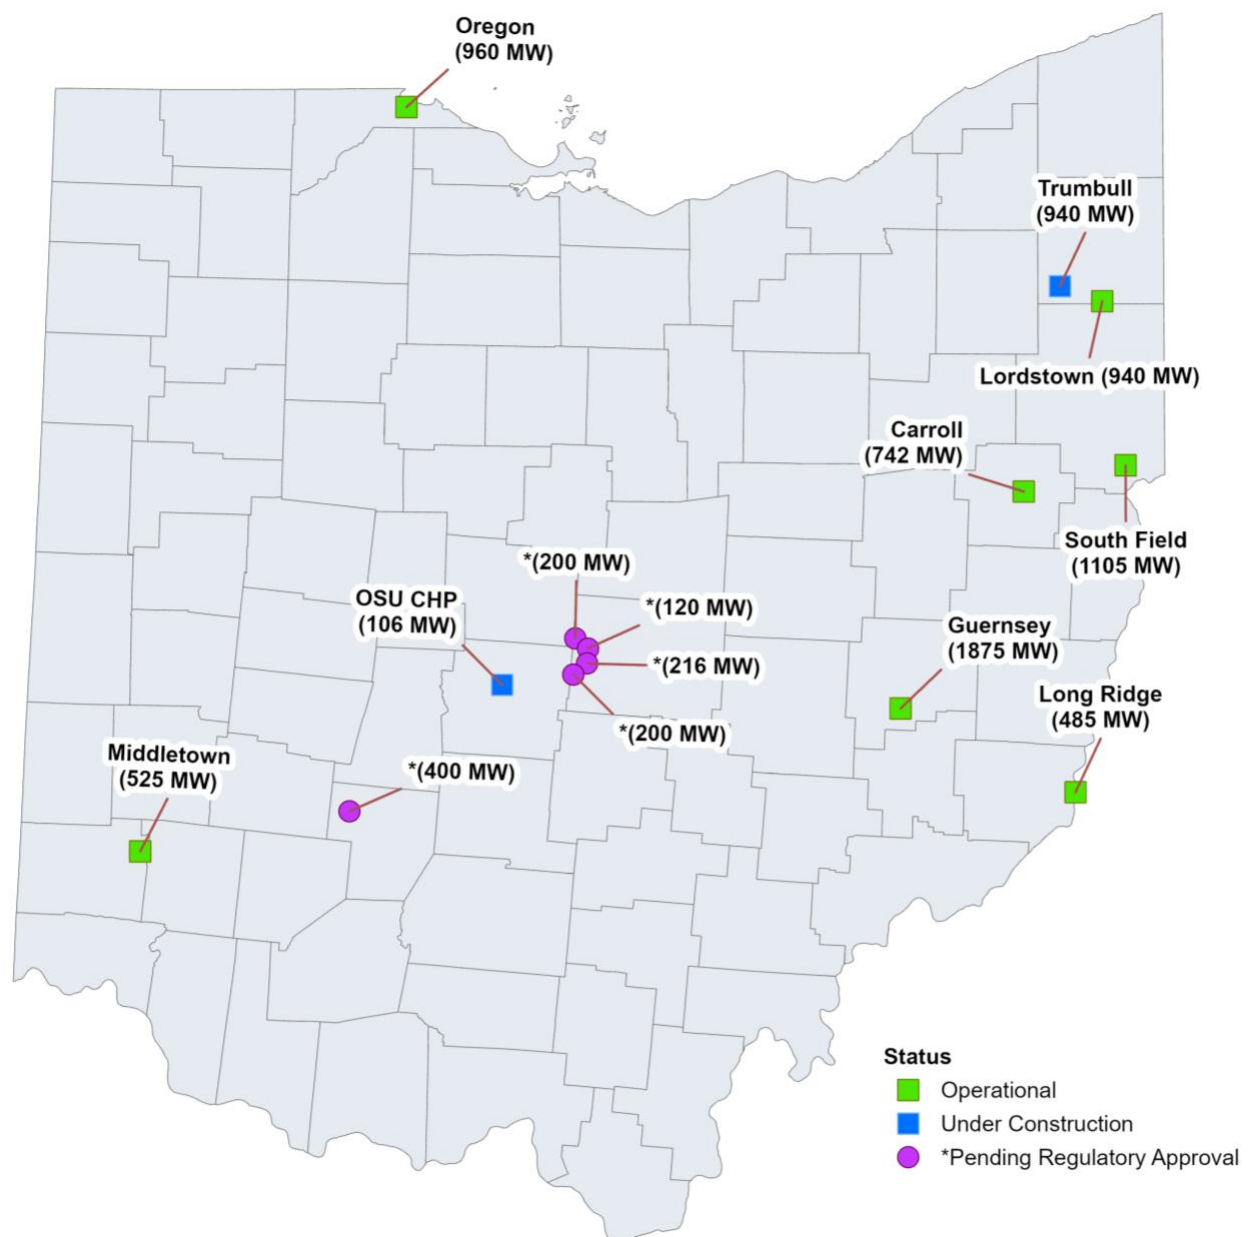 Oregon
(960 MW)
Trumbull
(940 MW)
Lordstown (940 MW)
Carroll
(742 MW)
South Field
(1105 MW)
*(200 MW)
OSU CHP
(106 MW)
*(120 MW)
Guernsey
(1875 MW)
*(216 MW)
Long Ridge
(485 MW)
*(200 MW)
Middletown
(525 MW)
*(400 MW)
Status
Operational
Under Construction
*Pending Regulatory Approval